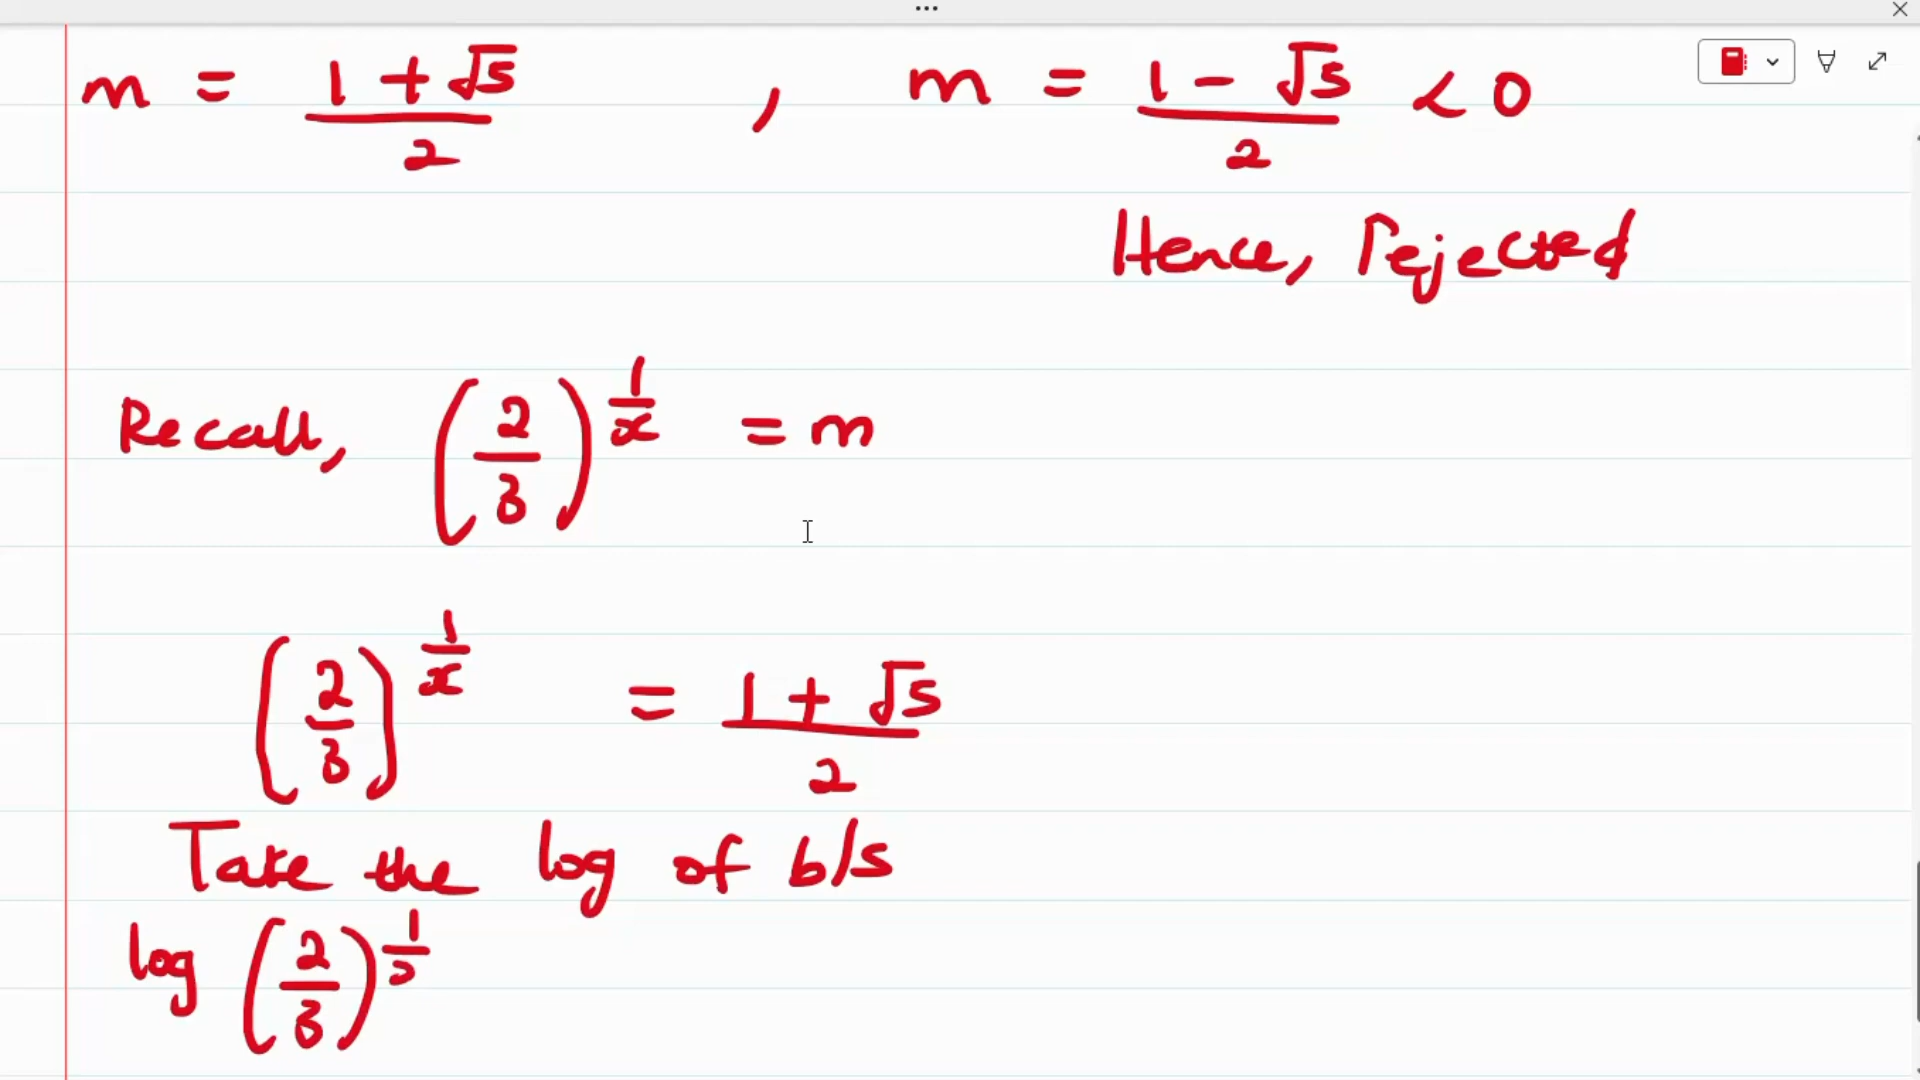 m = (1 + √5)/2 , m = (1 - √5)/2 < 0
Hence, rejected
Recall, (2/3)^(1/x) = m
(2/3)^(1/x) = (1 + √5)/2
Take the log of b/s
log (2/3)^(1/